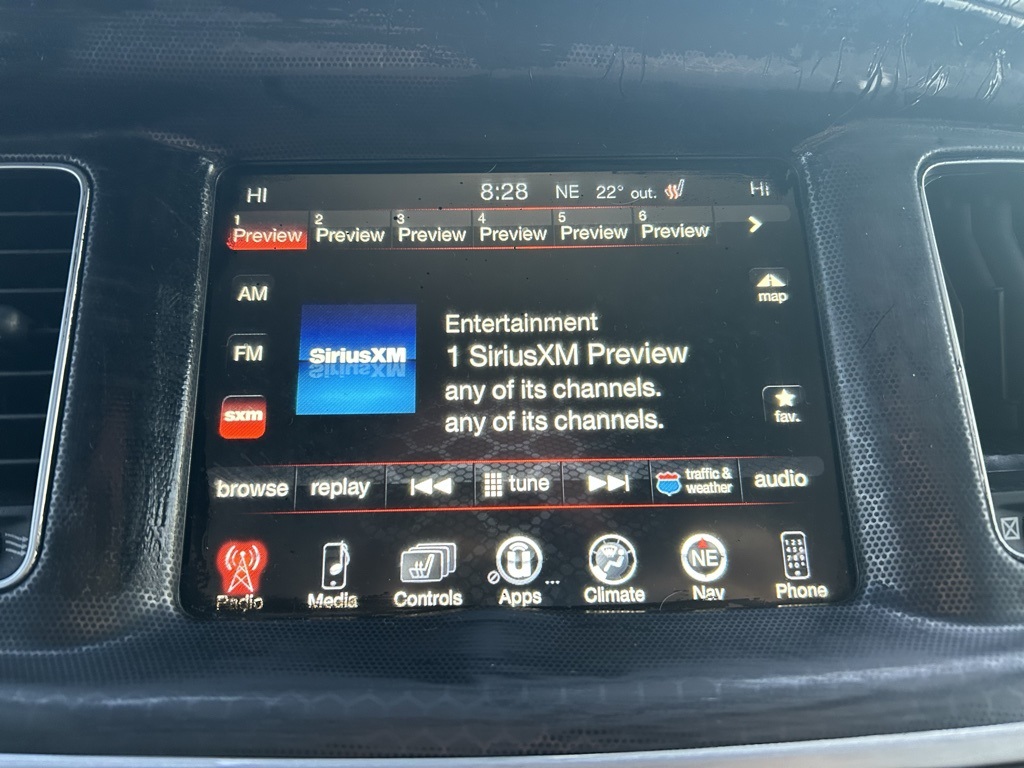 HI 8:28 NE 22° out. HI
1 2 3 4 5 6
Preview Preview Preview Preview Preview Preview
AM
map
FM
SiriusXM
Entertainment
1 SiriusXM Preview
any of its channels.
any of its channels.
sxm
fav.
browse replay tune traffic & weather audio
NE
Radio Media Controls Apps ... Climate Nav Phone